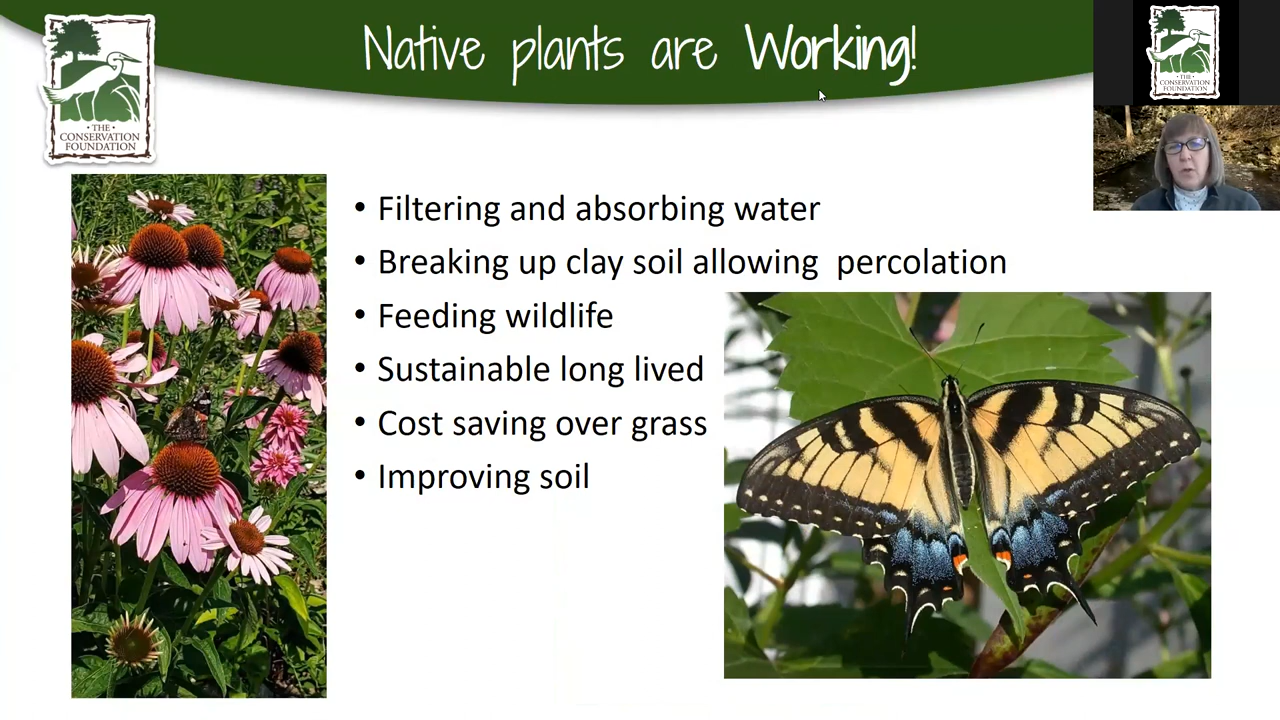 Native plants are Working!
• THE •
CONSERVATION
FOUNDATION
• THE •
CONSERVATION
FOUNDATION
• Filtering and absorbing water
• Breaking up clay soil allowing  percolation
• Feeding wildlife
• Sustainable long lived
• Cost saving over grass
• Improving soil